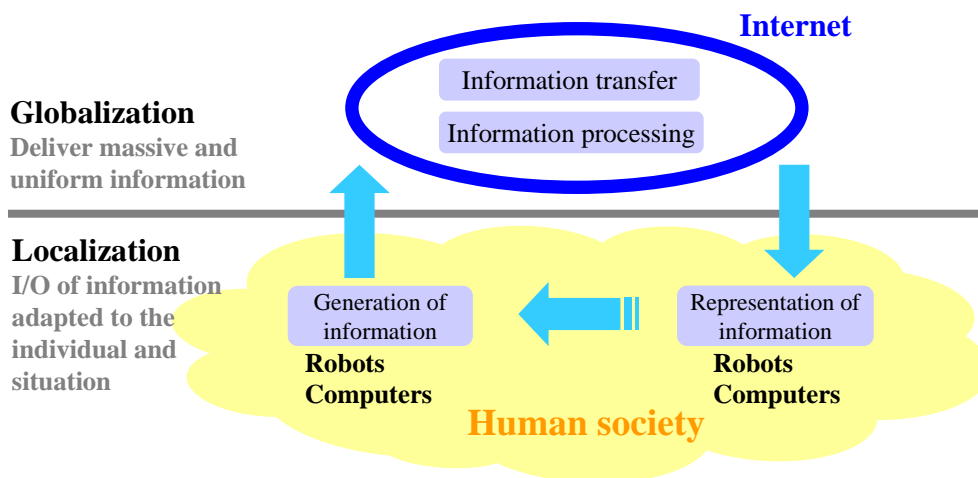 Internet
Information transfer
Information processing
Globalization
Deliver massive and
uniform information
Localization
I/O of information
adapted to the
individual and
situation
Generation of
information
Robots
Computers
Representation of
information
Robots
Computers
Human society